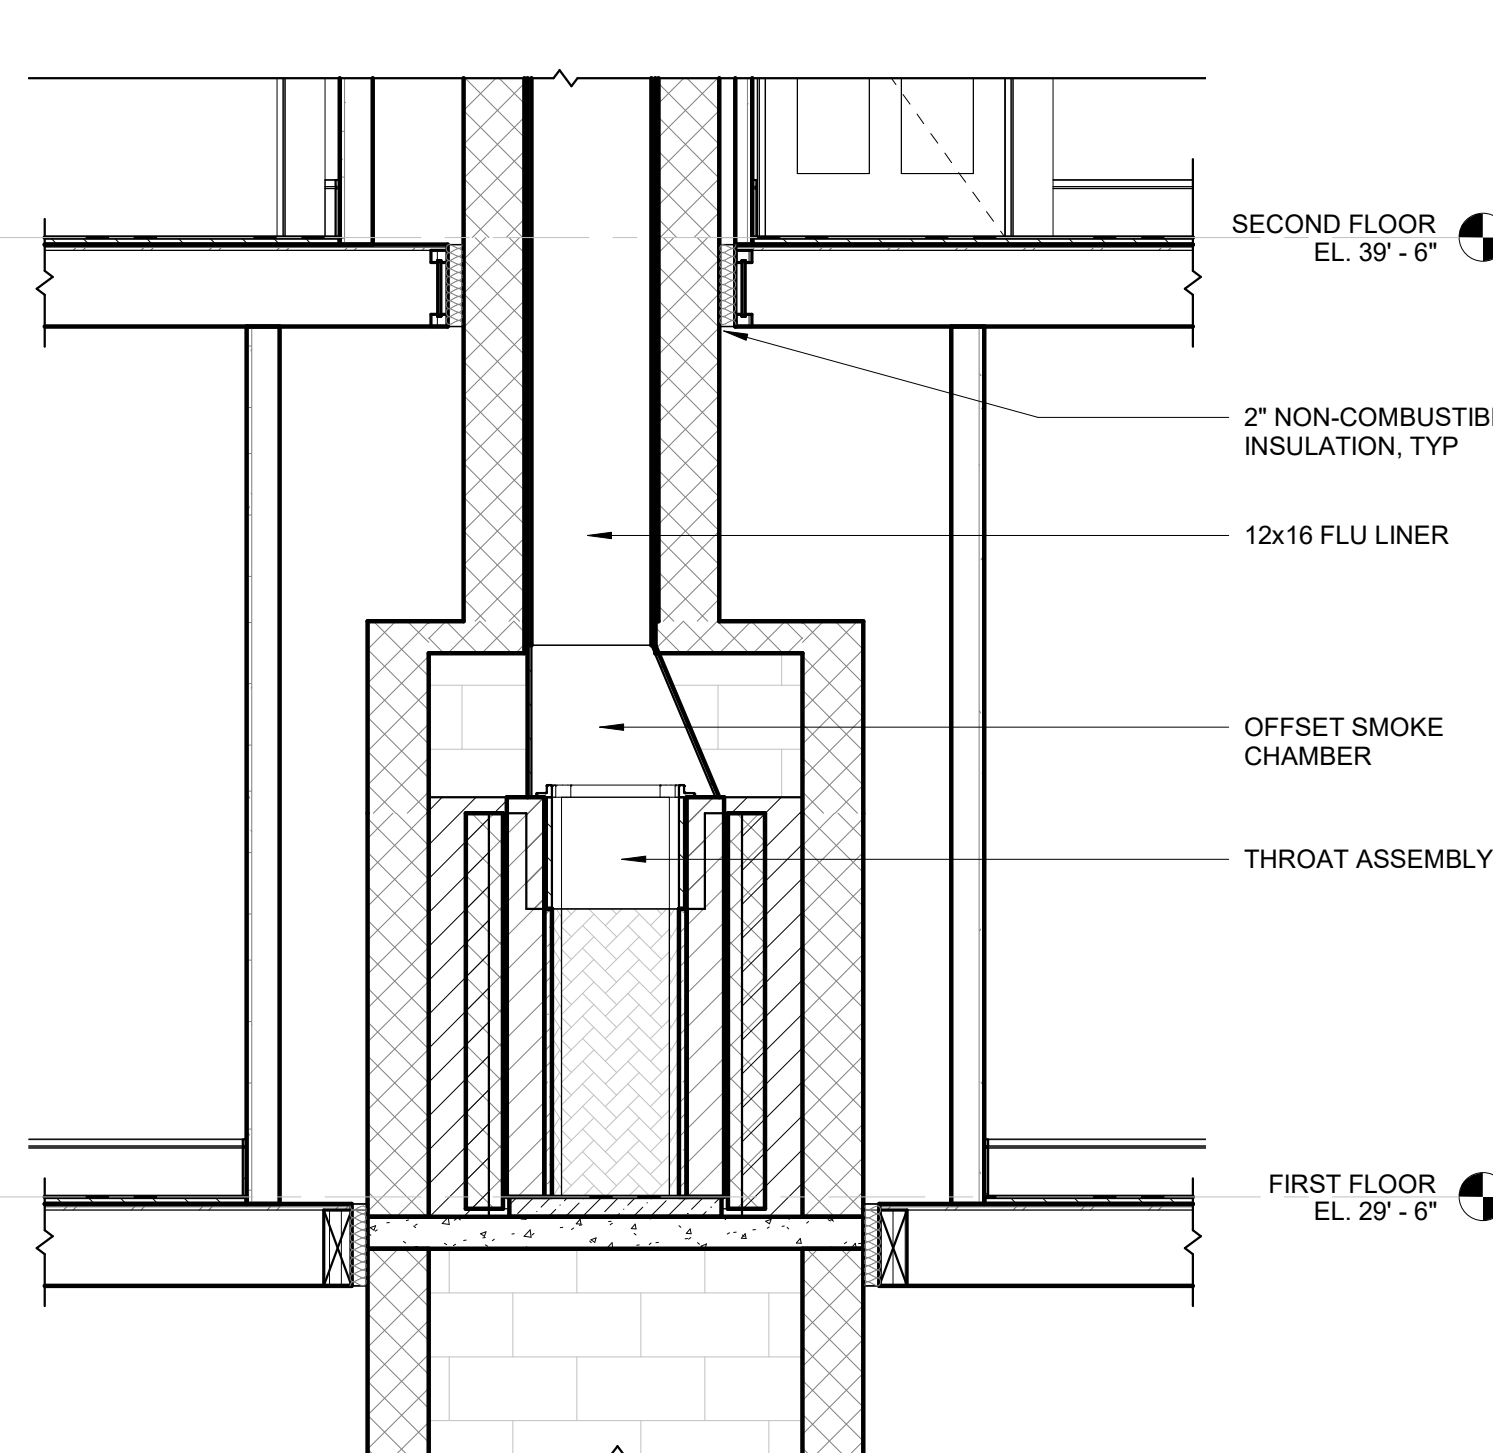 SECOND FLOOR
EL. 39' - 6"
2" NON-COMBUSTIB
INSULATION, TYP
12x16 FLU LINER
OFFSET SMOKE
CHAMBER
THROAT ASSEMBLY
FIRST FLOOR
EL. 29' - 6"